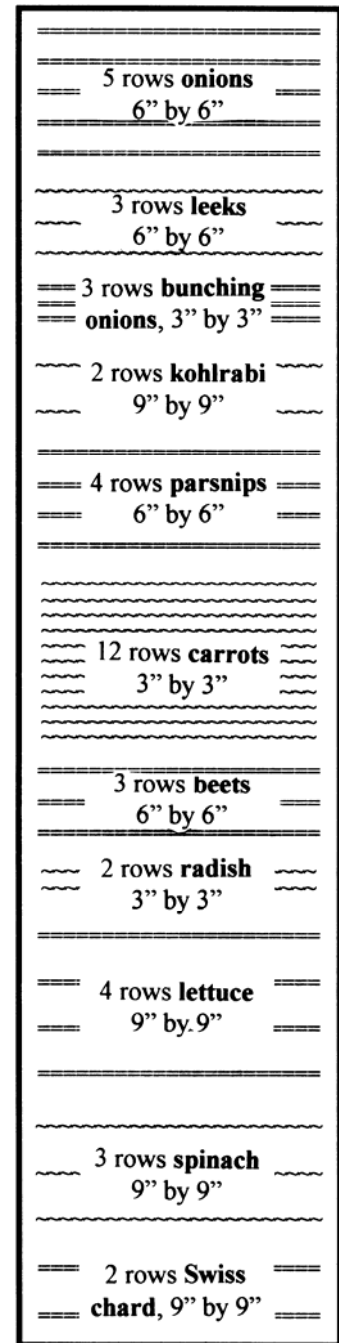 5 rows onions
6” by 6”
3 rows leeks
6” by 6”
3 rows bunching
onions, 3” by 3”
2 rows kohlrabi
9” by 9”
4 rows parsnips
6” by 6”
12 rows carrots
3” by 3”
3 rows beets
6” by 6”
2 rows radish
3” by 3”
4 rows lettuce
9” by 9”
3 rows spinach
9” by 9”
2 rows Swiss
chard, 9” by 9”